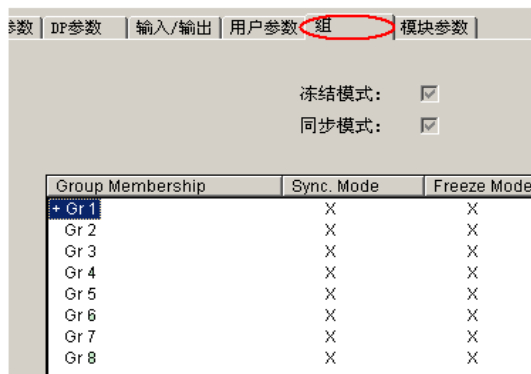 参数 DP参数 输入/输出 用户参数 组 模块参数
冻结模式:
同步模式:
Group Membership Sync. Mode Freeze Mode
+ Gr 1 X X
Gr 2 X X
Gr 3 X X
Gr 4 X X
Gr 5 X X
Gr 6 X X
Gr 7 X X
Gr 8 X X